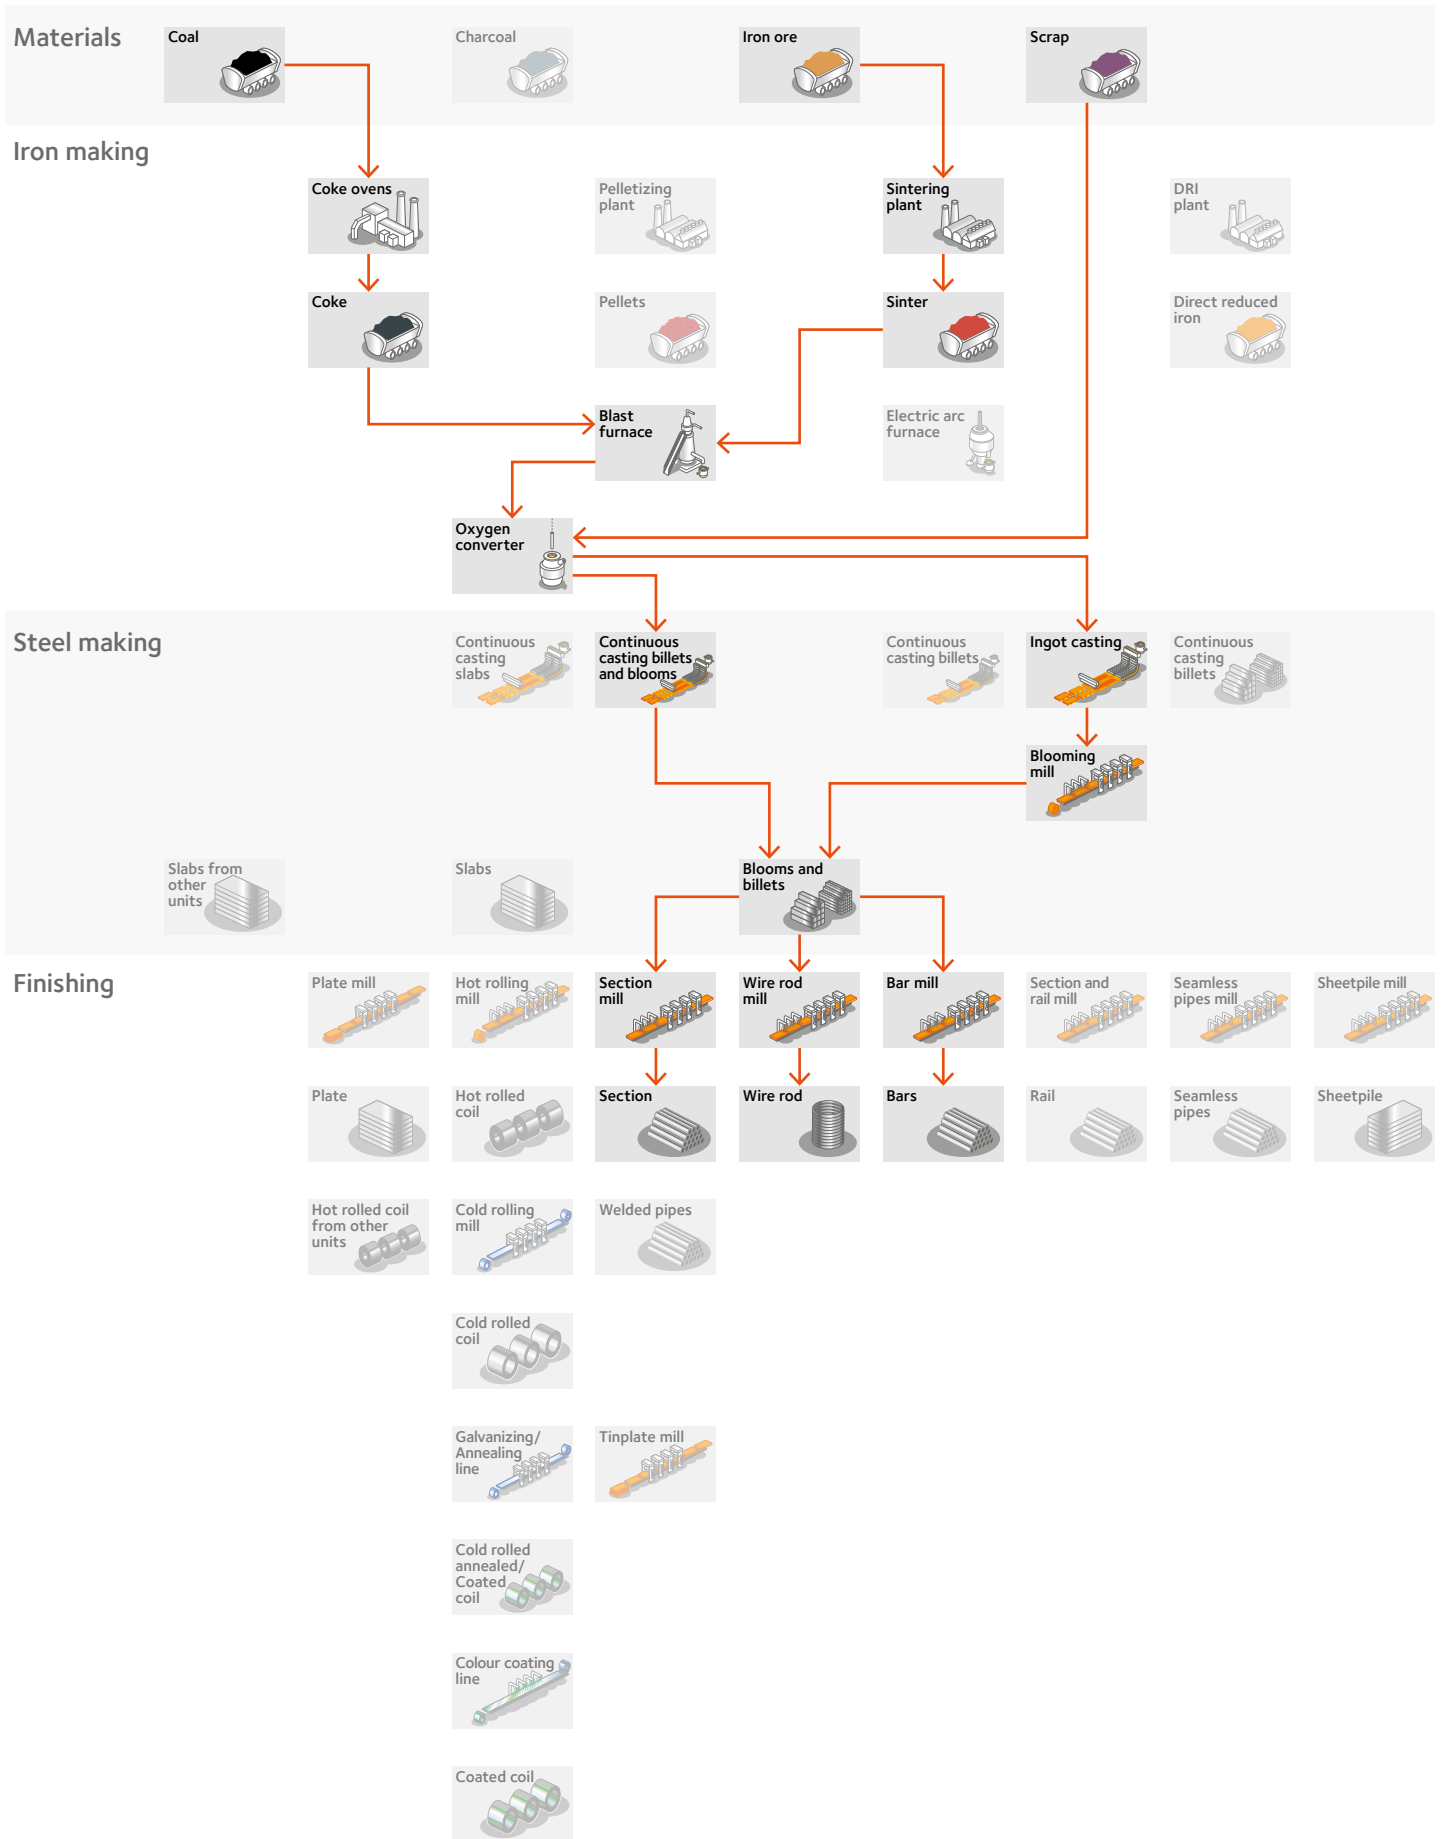 Materials
Coal
Charcoal
Iron ore
Scrap
Iron making
Coke ovens
Pelletizing
plant
Sintering
plant
DRI
plant
Coke
Pellets
Sinter
Direct reduced
iron
Blast
furnace
Electric arc
furnace
Oxygen
converter
Steel making
Continuous
casting
slabs
Continuous
casting billets
and blooms
Continuous
casting billets
Ingot casting
Continuous
casting
billets
Blooming
mill
Slabs from
other
units
Slabs
Blooms and
billets
Finishing
Plate mill
Hot rolling
mill
Section
mill
Wire rod
mill
Bar mill
Section and
rail mill
Seamless
pipes mill
Sheetpile mill
Plate
Hot rolled
coil
Section
Wire rod
Bars
Rail
Seamless
pipes
Sheetpile
Hot rolled coil
from other
units
Cold rolling
mill
Welded pipes
Cold rolled
coil
Galvanizing/
Annealing
line
Tinplate mill
Cold rolled
annealed/
Coated
coil
Colour coating
line
Coated coil